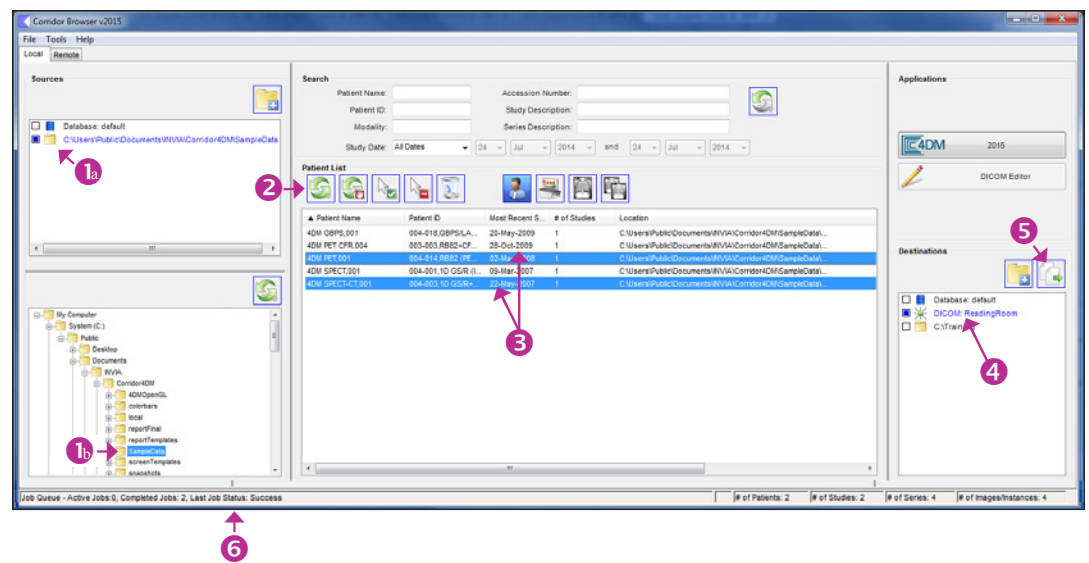 Corridor Browser v2015
File Tools Help
Local Remote
Sources
Database: default
C:\Users\Public\Documents\INVIA\Corridor4DM\SampleData
1a
My Computer
System (C:)
Public
Desktop
Documents
INVIA
Corridor4DM
4DMOpenGL
colorbars
local
reportFinal
reportTemplates
SampleData
screenTemplates
snapshots
1b
Search
Patient Name: Accession Number:
Patient ID: Study Description:
Modality: Series Description:
Study Date: All Dates 24 Jul 2014 and 24 Jul 2014
Patient List
2
Patient Name Patient ID Most Recent S... # of Studies Location
4DM GBPS,001 004-018,GBPS/LA... 20-May-2009 1 C:\Users\Public\Documents\INVIA\Corridor4DM\SampleData\...
4DM PET CFR,004 003-003,RB82+CF... 28-Oct-2009 1 C:\Users\Public\Documents\INVIA\Corridor4DM\SampleData\...
4DM PET,001 004-014,RB82 (PE... 1 C:\Users\Public\Documents\INVIA\Corridor4DM\SampleData\...
4DM SPECT,001 004-001,1D GS/R (I... 09-Mar-2007 1 C:\Users\Public\Documents\INVIA\Corridor4DM\SampleData\...
4DM SPECT-CT,001 004-003,1D GS/R+... 22-May-2007 1 C:\Users\Public\Documents\INVIA\Corridor4DM\SampleData\...
3
Applications
4DM 2015
DICOM Editor
5
Destinations
Database: default
DICOM: ReadingRoom
4
Job Queue - Active Jobs:0, Completed Jobs: 2, Last Job Status: Success # of Patients: 2 # of Studies: 2 # of Series: 4 # of Images/Instances: 4
6